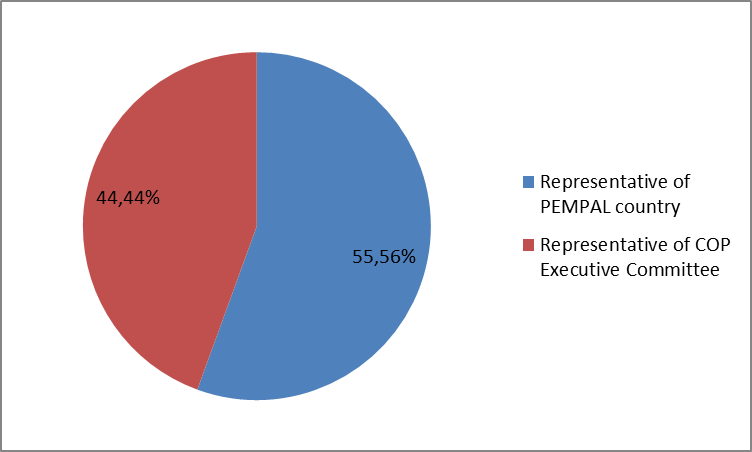 44,44%
55,56%
Representative of
PEMPAL country
Representative of COP
Executive Committee